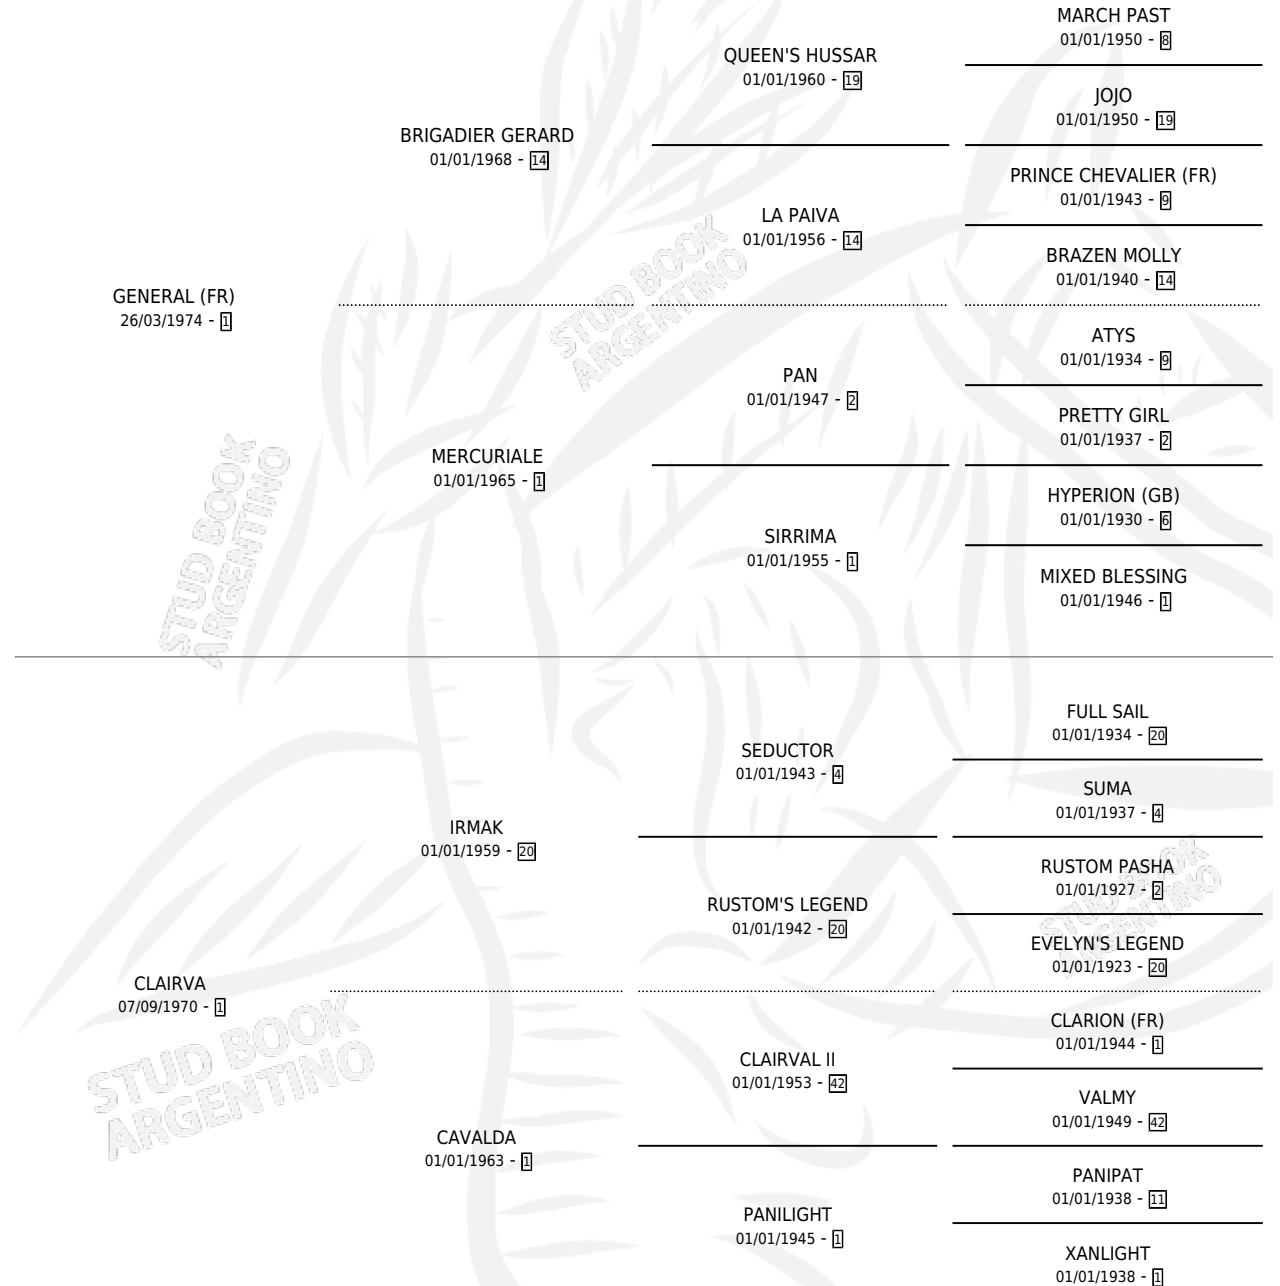 MARCH PAST
01/01/1950 - 8
QUEEN'S HUSSAR
01/01/1960 - 19
JOJO
01/01/1950 - 19
BRIGADIER GERARD
01/01/1968 - 14
PRINCE CHEVALIER (FR)
01/01/1943 - 9
LA PAIVA
01/01/1956 - 14
BRAZEN MOLLY
01/01/1940 - 14
GENERAL (FR)
26/03/1974 - 1
STUD BOOK
ARGENTINO
ATYS
01/01/1934 - 9
PAN
01/01/1947 - 2
PRETTY GIRL
01/01/1937 - 2
MERCURIALE
01/01/1965 - 1
HYPERION (GB)
01/01/1930 - 6
SIRRIMA
01/01/1955 - 1
MIXED BLESSING
01/01/1946 - 1
STUD BOOK
ARGENTINO
FULL SAIL
01/01/1934 - 20
SEDUCTOR
01/01/1943 - 4
SUMA
01/01/1937 - 4
IRMAK
01/01/1959 - 20
RUSTOM PASHA
01/01/1927 - 2
RUSTOM'S LEGEND
01/01/1942 - 20
EVELYN'S LEGEND
01/01/1923 - 20
STUD BOOK
ARGENTINO
CLAIRVA
07/09/1970 - 1
CLARION (FR)
01/01/1944 - 1
CLAIRVAL II
01/01/1953 - 42
VALMY
01/01/1949 - 42
STUD BOOK
ARGENTINO
CAVALDA
01/01/1963 - 1
PANIPAT
01/01/1938 - 11
PANILIGHT
01/01/1945 - 1
XANLIGHT
01/01/1938 - 1